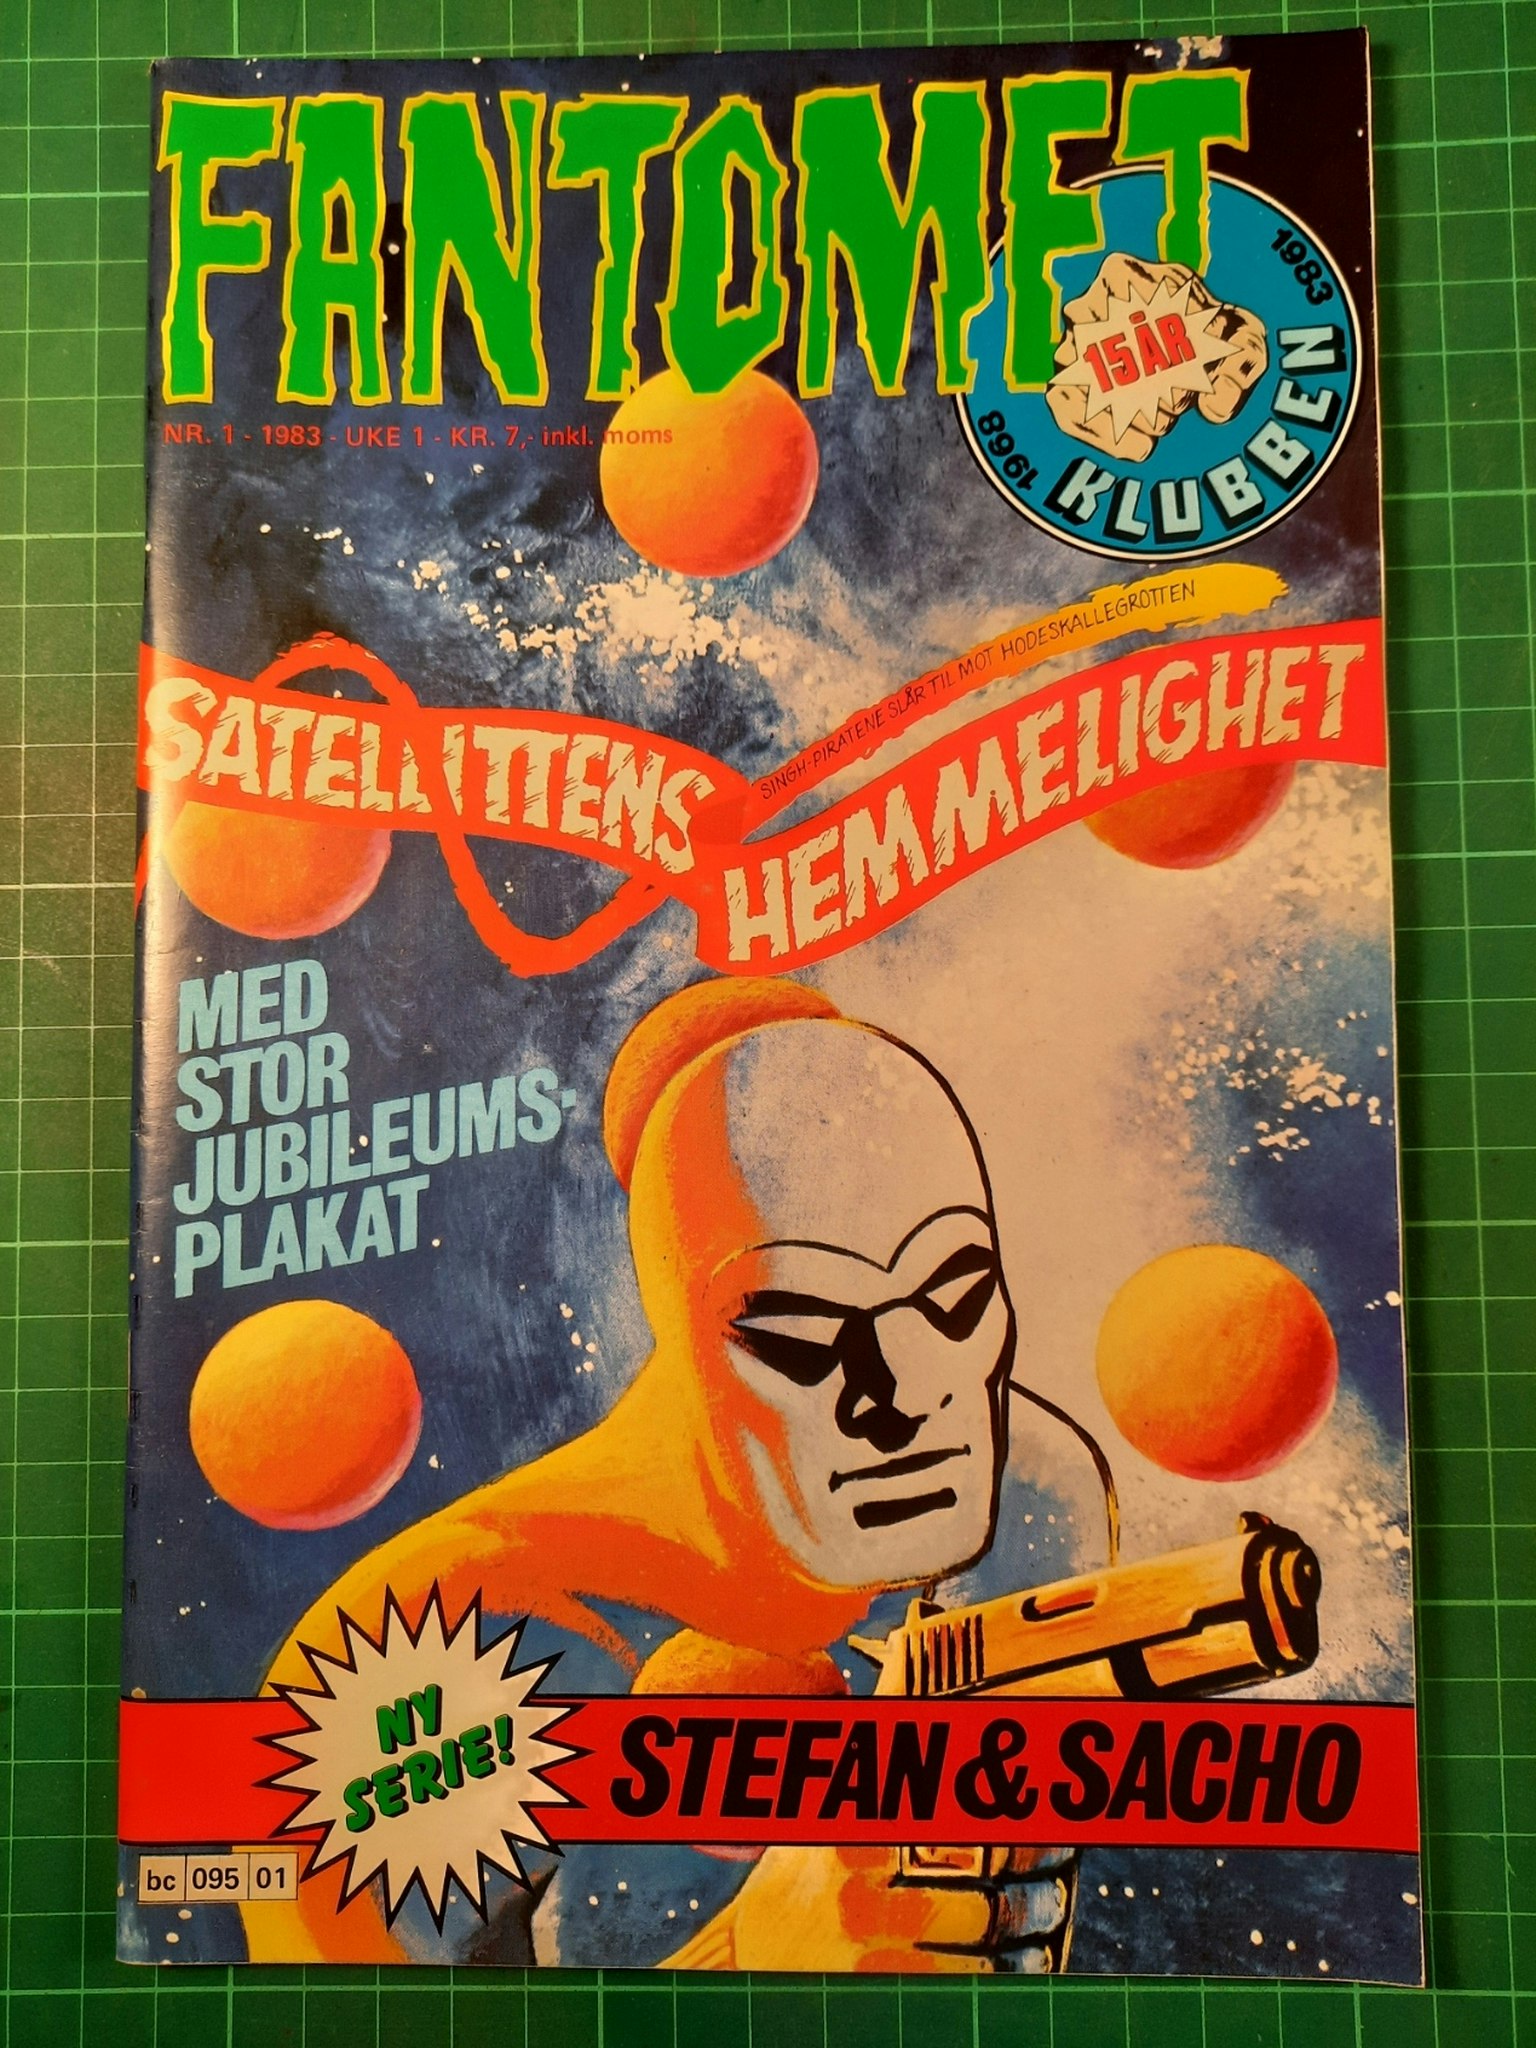 FANTOMET
NR. 1 - 1983 - UKE 1 - KR. 7,- inkl. moms
1983
15 ÅR
1968
KLUBBEN
SINGH-PIRATENE SLÅR TIL MOT HODESKALLEGROTTEN
SATELLITTENS
HEMMELIGHET
MED
STOR
JUBILEUMS-
PLAKAT
NY
SERIE!
STEFAN & SACHO
bc 095 01